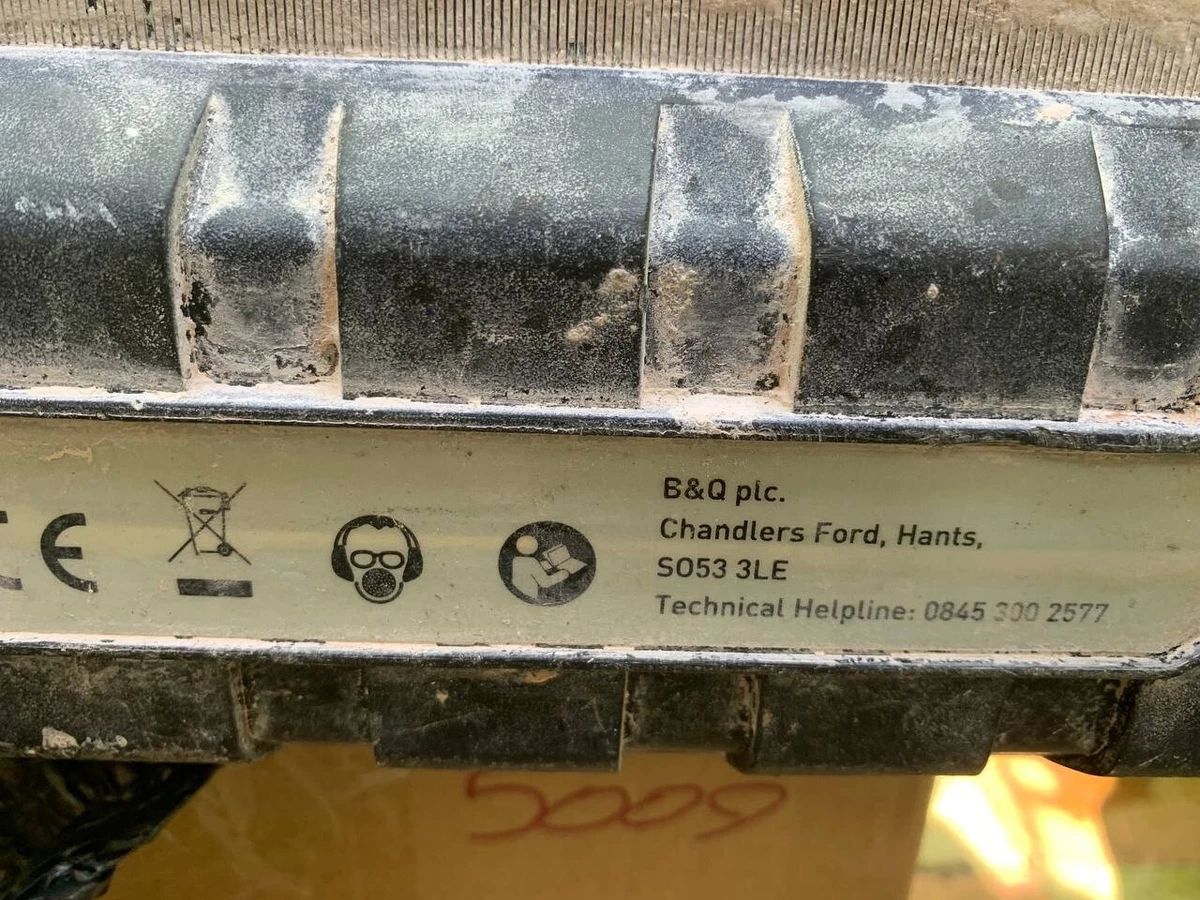 CE
B&Q plc.
Chandlers Ford, Hants,
SO53 3LE
Technical Helpline: 0845 300 2577
5009